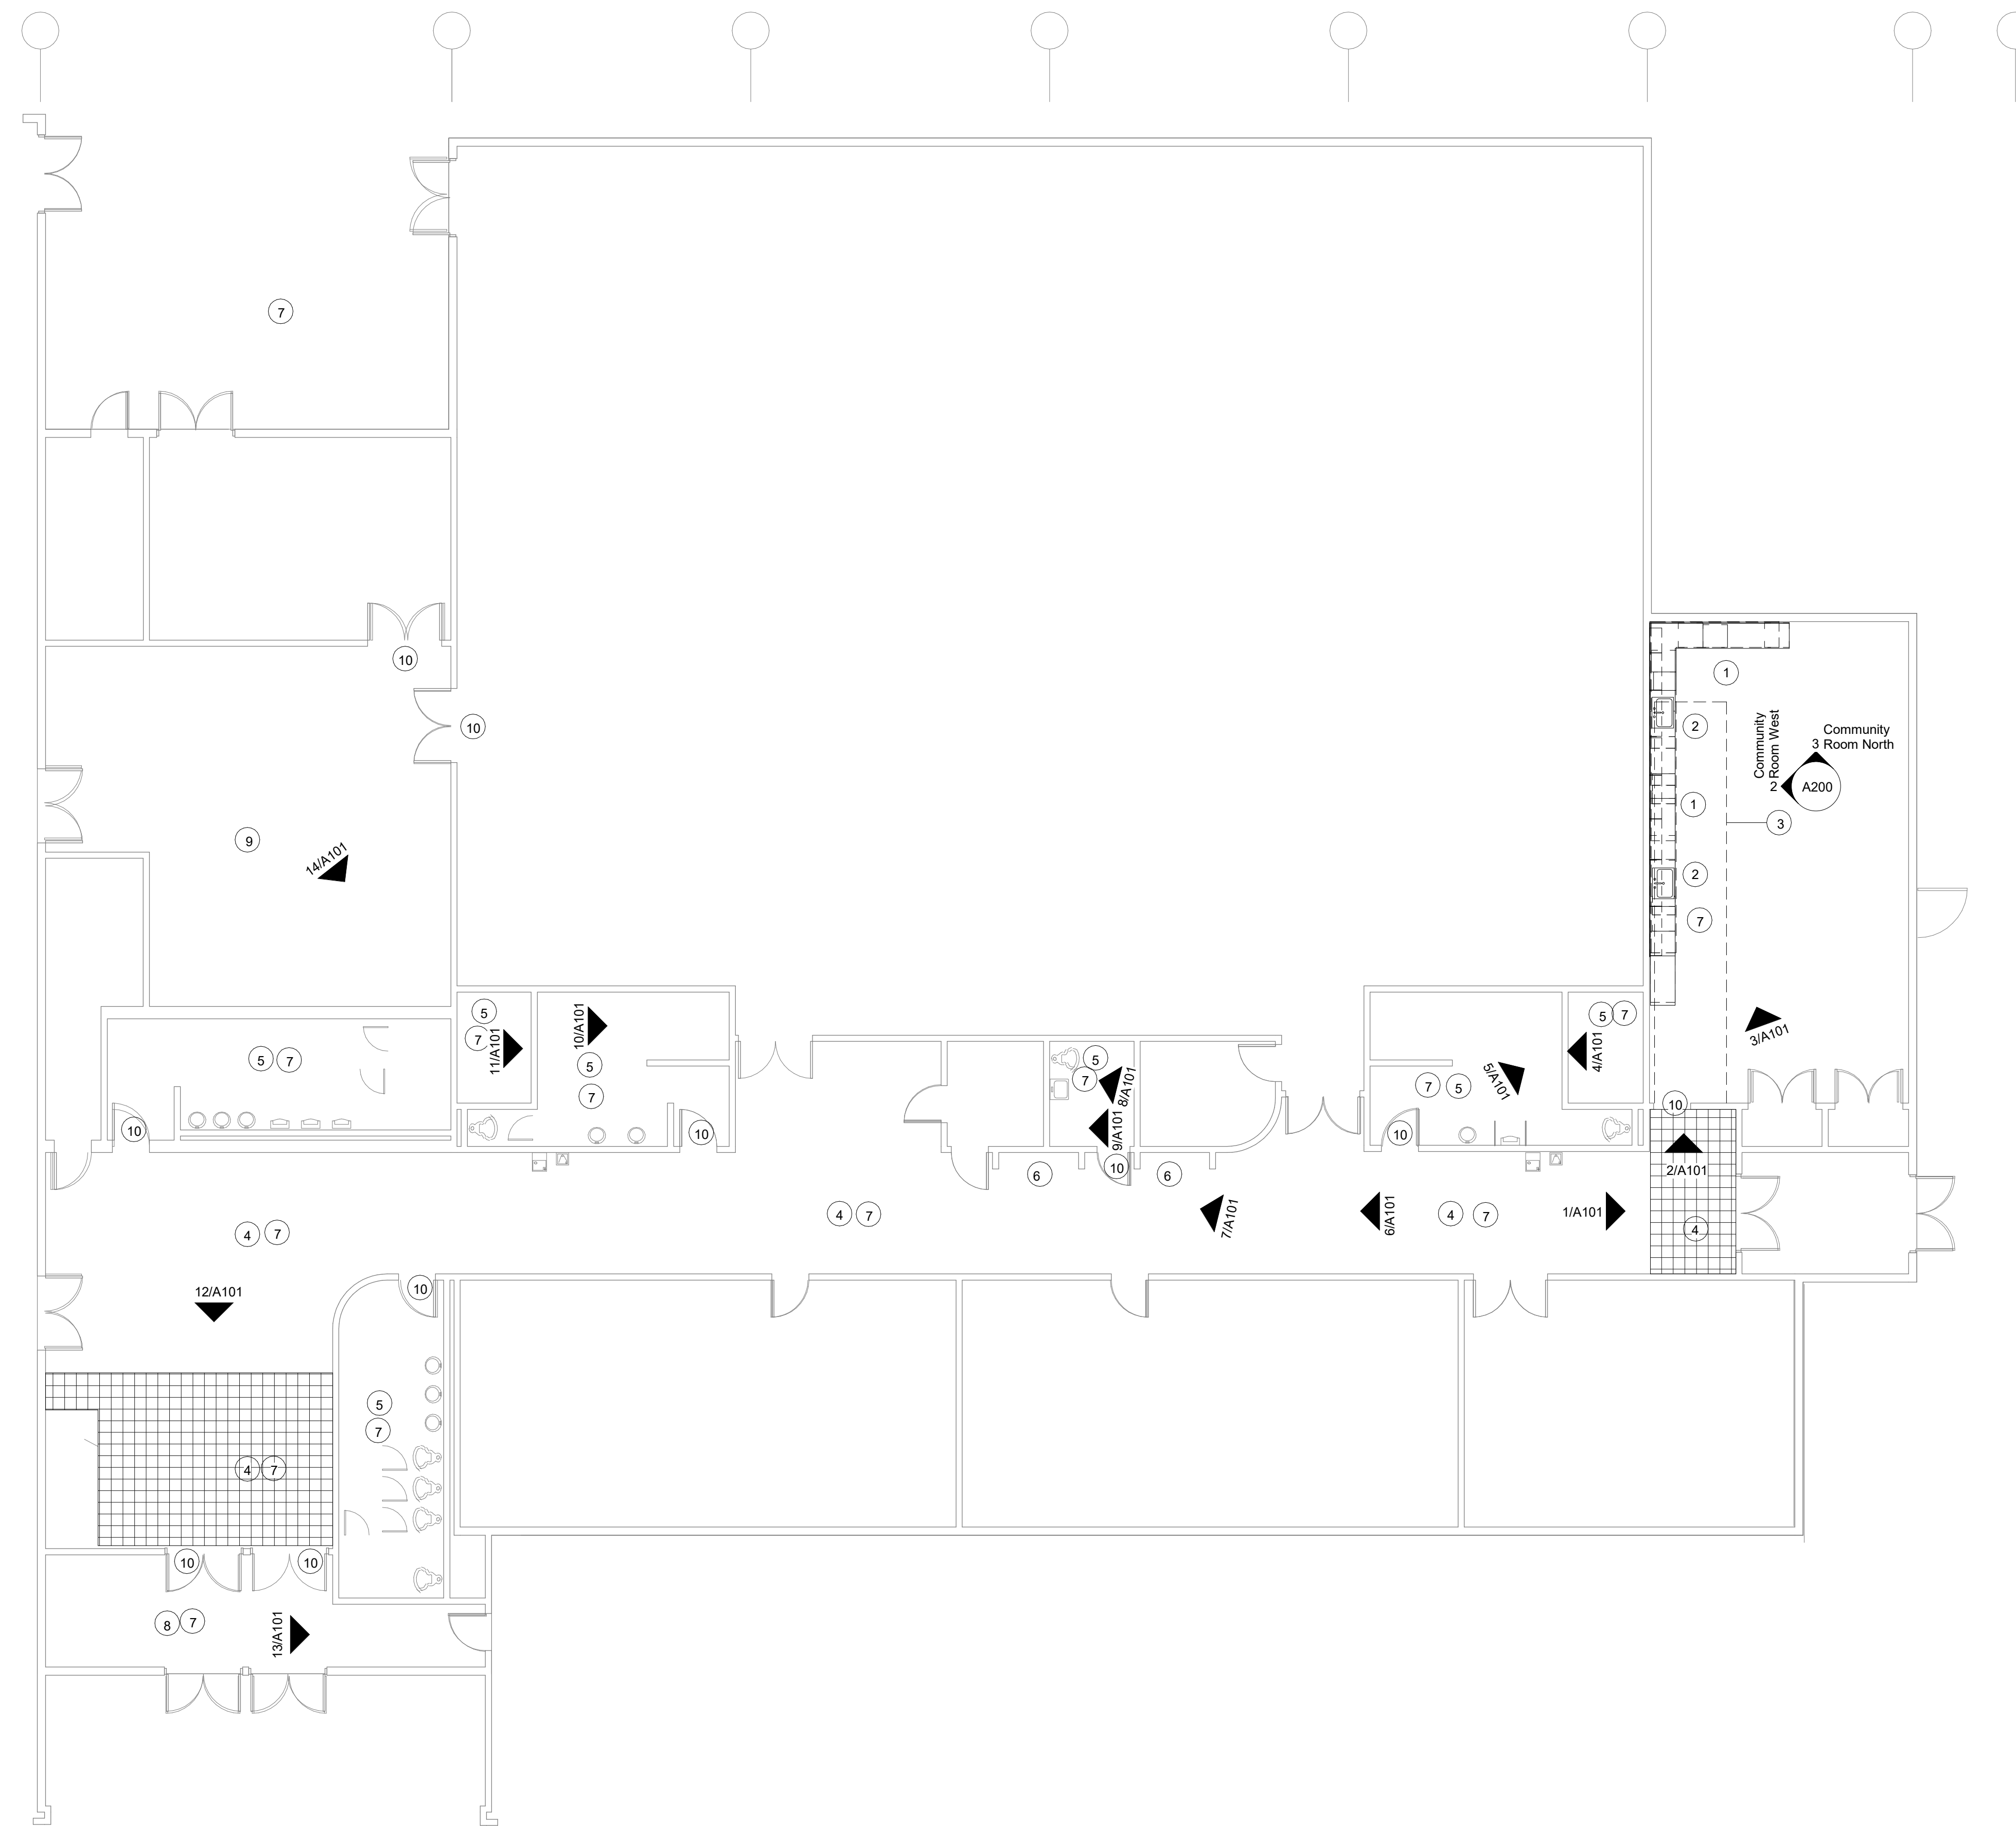 7
10
1
10
2
Community
Room West
2
Community
3 Room North
A200
1
3
9
14/A101
2
7
5
7
11/A101
10/A101
5
7
5 7
3/A101
4/A101
5 7
5
7
8/A101
5/A101
7 5
10
10
10
9/A101
10
10
2/A101
6
10
6
4 7
4 7
7/A101
6/A101
4 7
1/A101
4
10
12/A101
5
7
4 7
10
10
8 7
13/A101